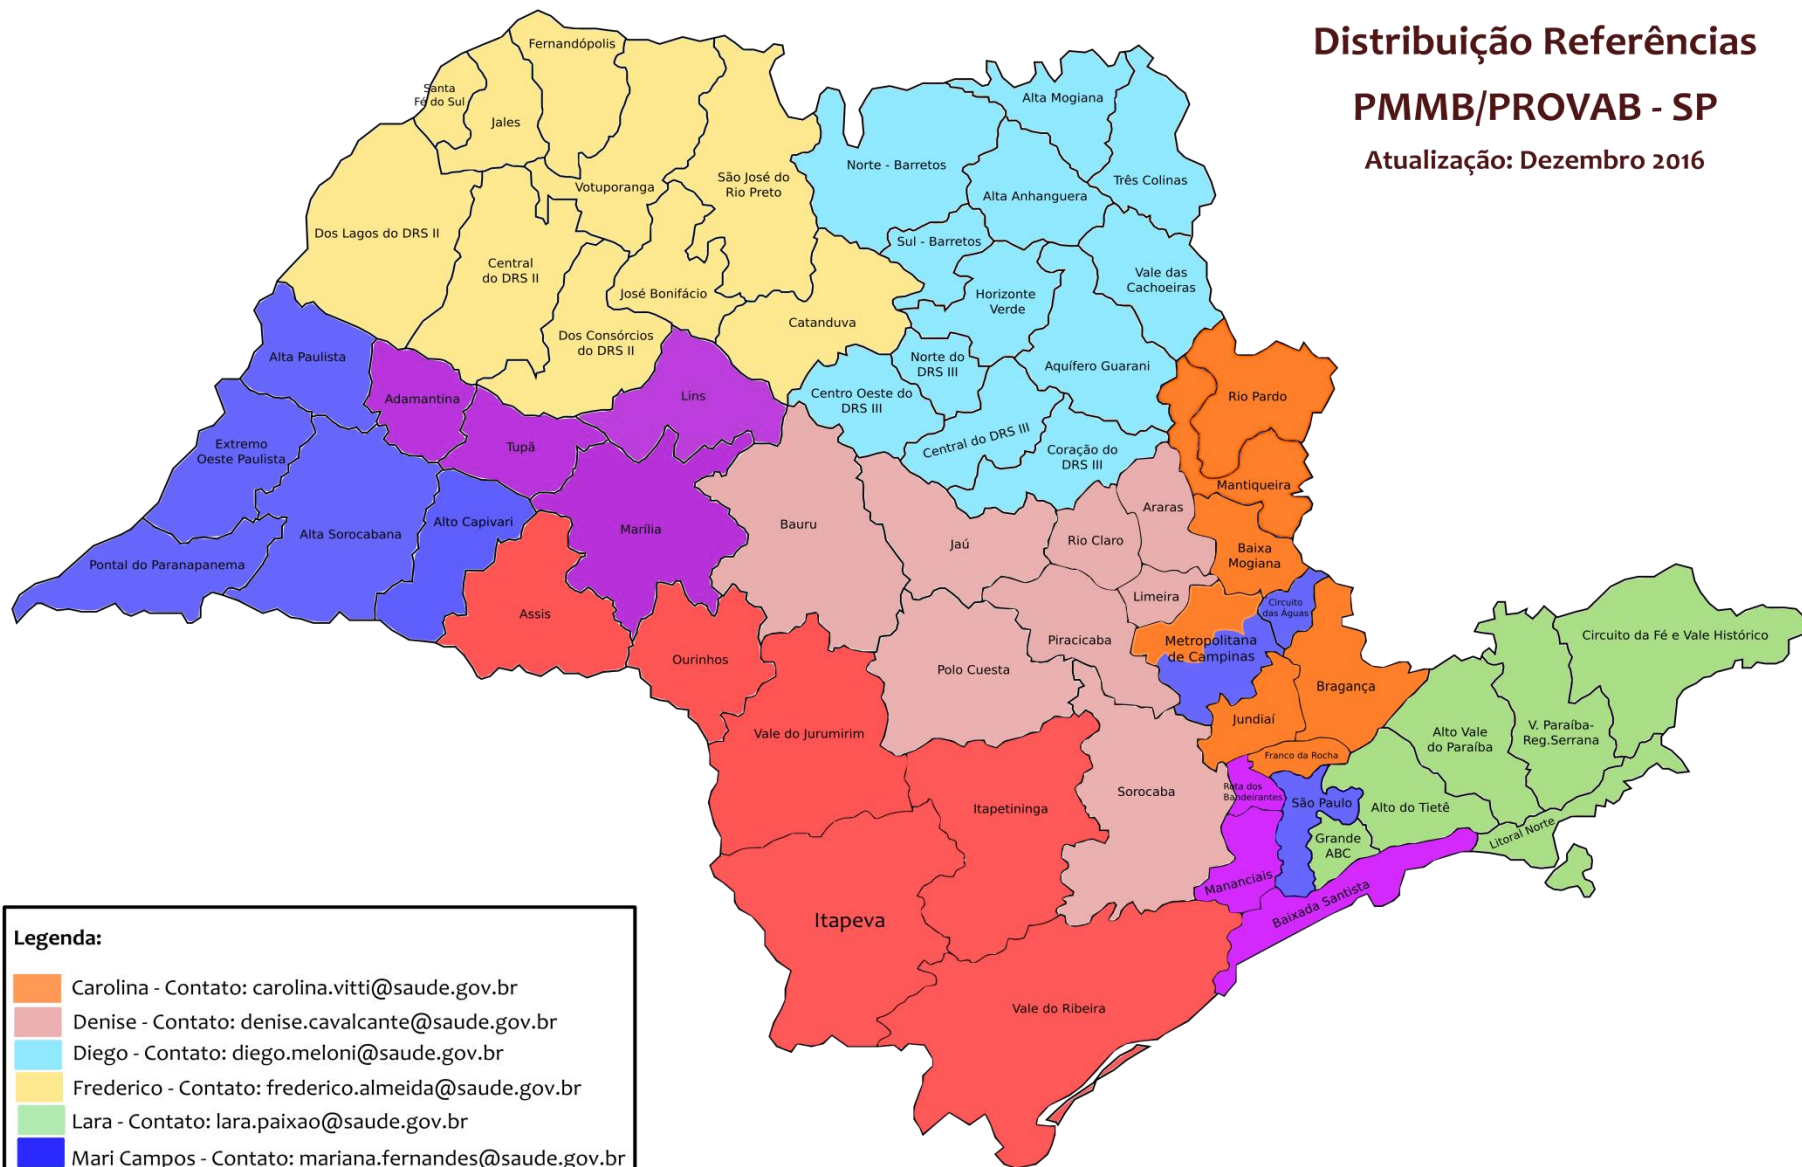 Distribuição Referências
PMMB/PROVAB - SP
Atualização: Dezembro 2016
Fernandópolis
Santa
Fé do Sul
Jales
Votuporanga
São José do
Rio Preto
Dos Lagos do DRS II
Central
do DRS II
José Bonifácio
Dos Consórcios
do DRS II
Catanduva
Alta Mogiana
Norte - Barretos
Três Colinas
Alta Anhanguera
Sul - Barretos
Vale das
Cachoeiras
Horizonte
Verde
Norte do
DRS III
Aquífero Guarani
Centro Oeste do
DRS III
Central do DRS III
Coração do
DRS III
Alta Paulista
Adamantina
Lins
Extremo
Oeste Paulista
Tupã
Alta Sorocabana
Alto Capivari
Marília
Pontal do Paranapanema
Assis
Bauru
Jaú
Rio Claro
Araras
Rio Pardo
Mantiqueira
Baixa
Mogiana
Limeira
Circuito
das Águas
Piracicaba
Metropolitana
de Campinas
Ourinhos
Polo Cuesta
Bragança
Jundiaí
Vale do Jurumirim
Franco da Rocha
Circuito da Fé e Vale Histórico
Alto Vale
do Paraíba
V. Paraíba-
Reg.Serrana
Itapetininga
Sorocaba
Rota dos
Bandeirantes
São Paulo
Alto do Tietê
Grande
ABC
Litoral Norte
Mananciais
Baixada Santista
Itapeva
Vale do Ribeira
Legenda:
Carolina - Contato: carolina.vitti@saude.gov.br
Denise - Contato: denise.cavalcante@saude.gov.br
Diego - Contato: diego.meloni@saude.gov.br
Frederico - Contato: frederico.almeida@saude.gov.br
Lara - Contato: lara.paixao@saude.gov.br
Mari Campos - Contato: mariana.fernandes@saude.gov.br